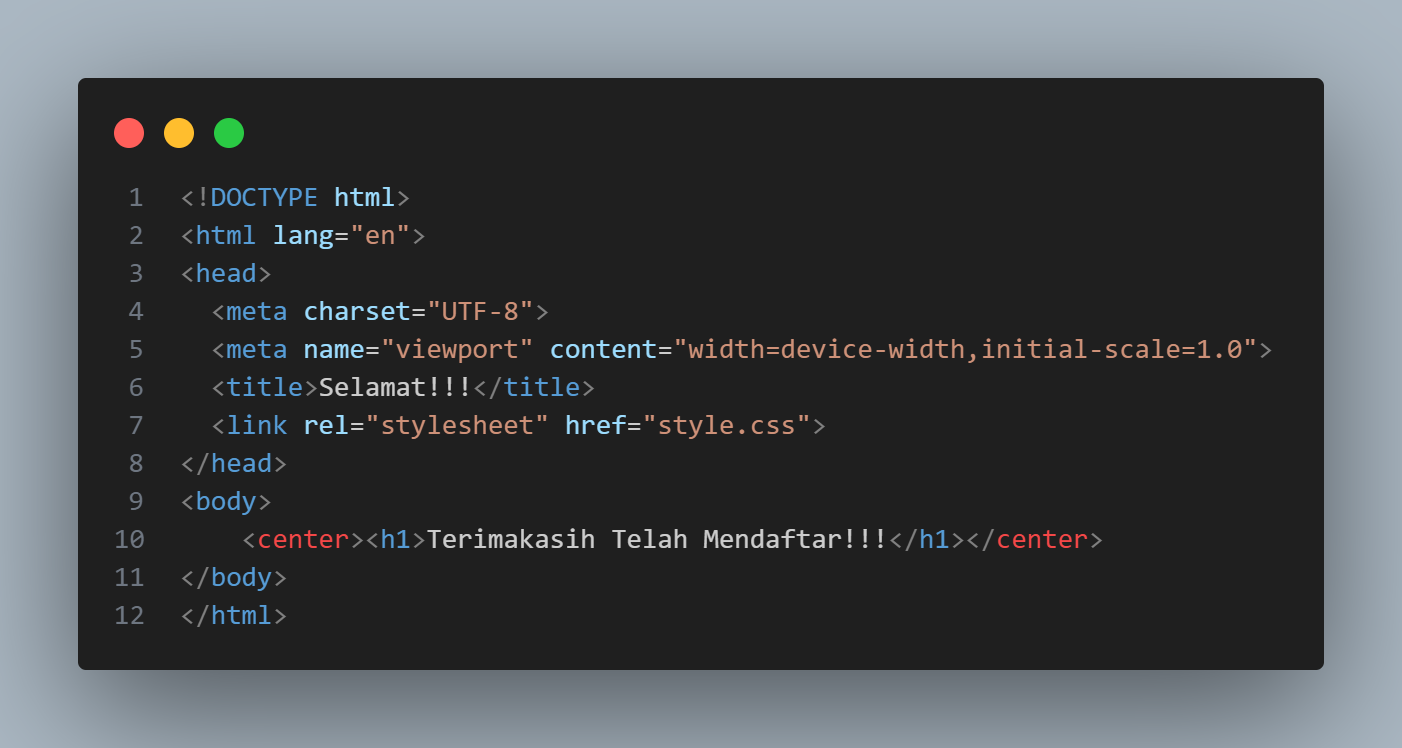 1 <!DOCTYPE html>
2 <html lang="en">
3 <head>
4   <meta charset="UTF-8">
5   <meta name="viewport" content="width=device-width,initial-scale=1.0">
6   <title>Selamat!!!</title>
7   <link rel="stylesheet" href="style.css">
8 </head>
9 <body>
10     <center><h1>Terimakasih Telah Mendaftar!!!</h1></center>
11 </body>
12 </html>